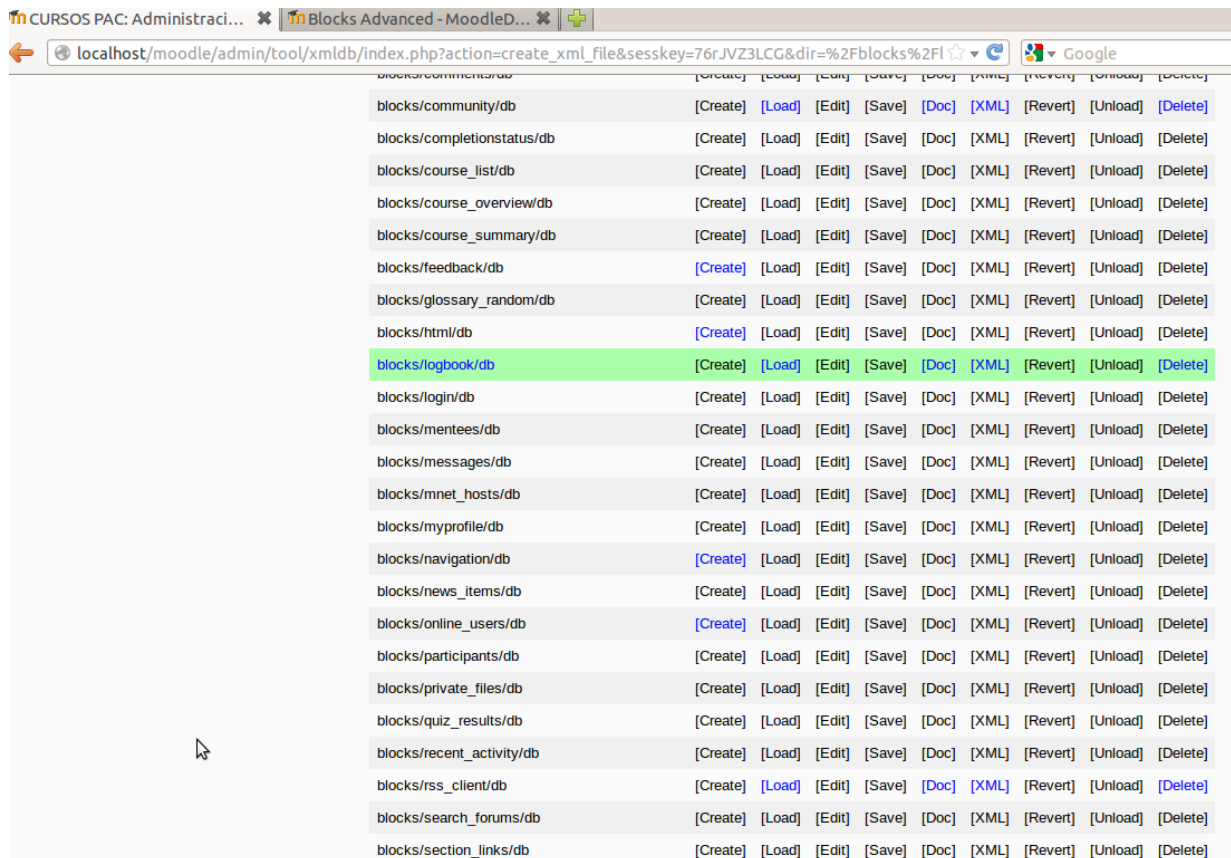 CURSOS PAC: Administraci... Blocks Advanced - MoodleD...
localhost/moodle/admin/tool/xmldb/index.php?action=create_xml_file&sesskey=76rJVZ3LCG&dir=%2Fblocks%2Fl Google
blocks/comments/db [Create] [Load] [Edit] [Save] [Doc] [XML] [Revert] [Unload] [Delete]
blocks/community/db [Create] [Load] [Edit] [Save] [Doc] [XML] [Revert] [Unload] [Delete]
blocks/completionstatus/db [Create] [Load] [Edit] [Save] [Doc] [XML] [Revert] [Unload] [Delete]
blocks/course_list/db [Create] [Load] [Edit] [Save] [Doc] [XML] [Revert] [Unload] [Delete]
blocks/course_overview/db [Create] [Load] [Edit] [Save] [Doc] [XML] [Revert] [Unload] [Delete]
blocks/course_summary/db [Create] [Load] [Edit] [Save] [Doc] [XML] [Revert] [Unload] [Delete]
blocks/feedback/db [Create] [Load] [Edit] [Save] [Doc] [XML] [Revert] [Unload] [Delete]
blocks/glossary_random/db [Create] [Load] [Edit] [Save] [Doc] [XML] [Revert] [Unload] [Delete]
blocks/html/db [Create] [Load] [Edit] [Save] [Doc] [XML] [Revert] [Unload] [Delete]
blocks/logbook/db [Create] [Load] [Edit] [Save] [Doc] [XML] [Revert] [Unload] [Delete]
blocks/login/db [Create] [Load] [Edit] [Save] [Doc] [XML] [Revert] [Unload] [Delete]
blocks/mentees/db [Create] [Load] [Edit] [Save] [Doc] [XML] [Revert] [Unload] [Delete]
blocks/messages/db [Create] [Load] [Edit] [Save] [Doc] [XML] [Revert] [Unload] [Delete]
blocks/mnet_hosts/db [Create] [Load] [Edit] [Save] [Doc] [XML] [Revert] [Unload] [Delete]
blocks/myprofile/db [Create] [Load] [Edit] [Save] [Doc] [XML] [Revert] [Unload] [Delete]
blocks/navigation/db [Create] [Load] [Edit] [Save] [Doc] [XML] [Revert] [Unload] [Delete]
blocks/news_items/db [Create] [Load] [Edit] [Save] [Doc] [XML] [Revert] [Unload] [Delete]
blocks/online_users/db [Create] [Load] [Edit] [Save] [Doc] [XML] [Revert] [Unload] [Delete]
blocks/participants/db [Create] [Load] [Edit] [Save] [Doc] [XML] [Revert] [Unload] [Delete]
blocks/private_files/db [Create] [Load] [Edit] [Save] [Doc] [XML] [Revert] [Unload] [Delete]
blocks/quiz_results/db [Create] [Load] [Edit] [Save] [Doc] [XML] [Revert] [Unload] [Delete]
blocks/recent_activity/db [Create] [Load] [Edit] [Save] [Doc] [XML] [Revert] [Unload] [Delete]
blocks/rss_client/db [Create] [Load] [Edit] [Save] [Doc] [XML] [Revert] [Unload] [Delete]
blocks/search_forums/db [Create] [Load] [Edit] [Save] [Doc] [XML] [Revert] [Unload] [Delete]
blocks/section_links/db [Create] [Load] [Edit] [Save] [Doc] [XML] [Revert] [Unload] [Delete]